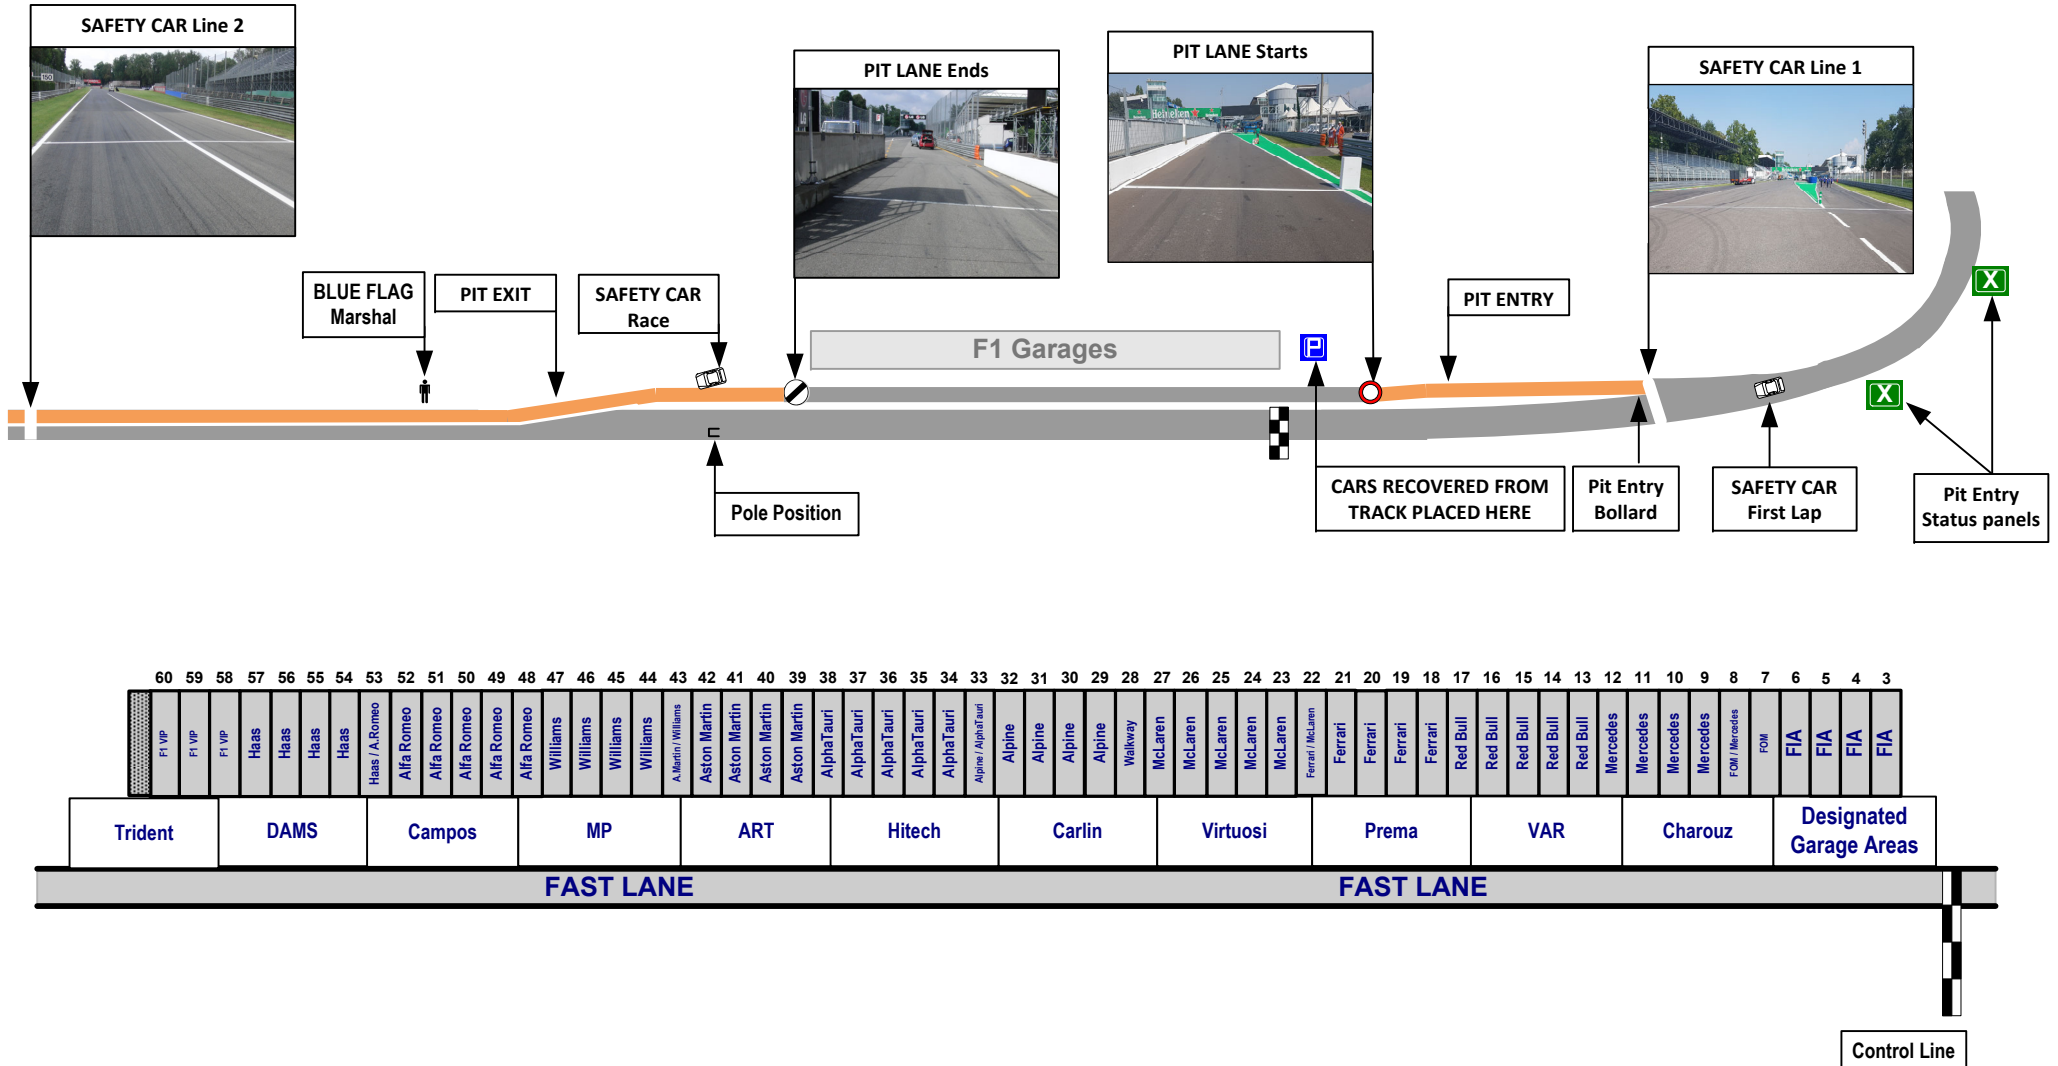 SAFETY CAR Line 2
PIT LANE Ends
PIT LANE Starts
SAFETY CAR Line 1
150
Heineken
BLUE FLAG
Marshal
PIT EXIT
SAFETY CAR
Race
PIT ENTRY
F1 Garages
P
X
X
Pole Position
CARS RECOVERED FROM
TRACK PLACED HERE
Pit Entry
Bollard
SAFETY CAR
First Lap
Pit Entry
Status panels
60 59 58 57 56 55 54 53 52 51 50 49 48 47 46 45 44 43 42 41 40 39 38 37 36 35 34 33 32 31 30 29 28 27 26 25 24 23 22 21 20 19 18 17 16 15 14 13 12 11 10 9 8 7 6 5 4 3
F1 VIP
F1 VIP
F1 VIP
Haas
Haas
Haas
Haas
Haas / A.Romeo
Alfa Romeo
Alfa Romeo
Alfa Romeo
Alfa Romeo
Alfa Romeo
Williams
Williams
Williams
Williams
A.Martin / Williams
Aston Martin
Aston Martin
Aston Martin
Aston Martin
AlphaTauri
AlphaTauri
AlphaTauri
AlphaTauri
AlphaTauri
Alpine / AlphaTauri
Alpine
Alpine
Alpine
Alpine
Walkway
McLaren
McLaren
McLaren
McLaren
McLaren
Ferrari / McLaren
Ferrari
Ferrari
Ferrari
Ferrari
Red Bull
Red Bull
Red Bull
Red Bull
Red Bull
Mercedes
Mercedes
Mercedes
Mercedes
FOM / Mercedes
FOM
FIA
FIA
FIA
FIA
Trident DAMS Campos MP ART Hitech Carlin Virtuosi Prema VAR Charouz Designated
Garage Areas
FAST LANE FAST LANE
Control Line